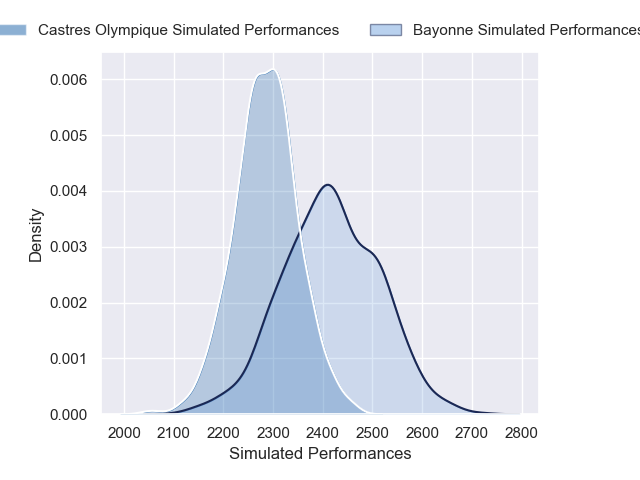 Castres Olympique Simulated Performances
Bayonne Simulated Performances
0.006
0.005
0.004
0.003
0.002
0.001
0.000
Density
2000 2100 2200 2300 2400 2500 2600 2700 2800
Simulated Performances